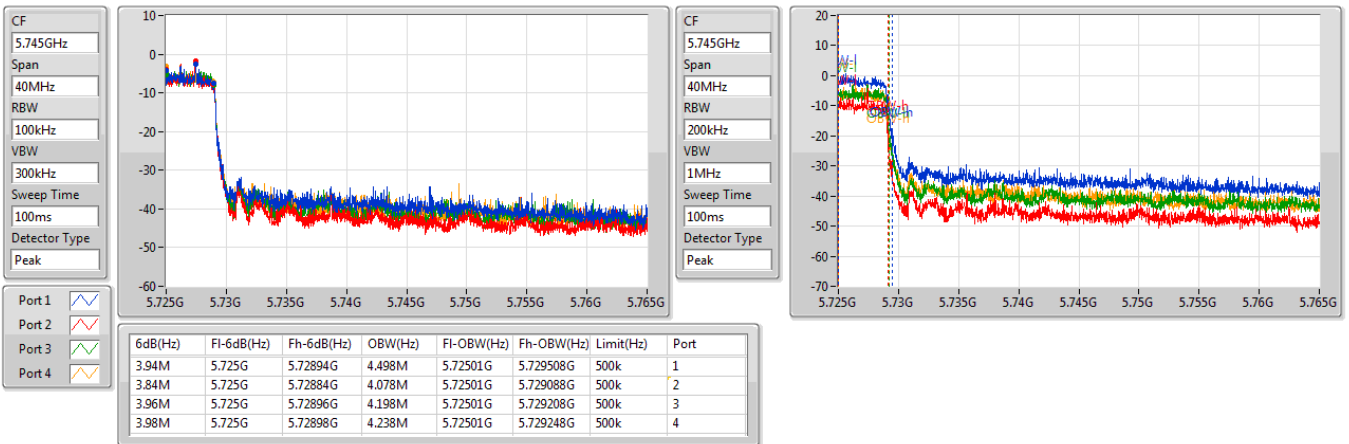 CF
5.745GHz
Span
40MHz
RBW
100kHz
VBW
300kHz
Sweep Time
100ms
Detector Type
Peak
10
0
-10
-20
-30
-40
-50
-60
5.725G 5.73G 5.735G 5.74G 5.745G 5.75G 5.755G 5.76G 5.765G
CF
5.745GHz
Span
40MHz
RBW
200kHz
VBW
1MHz
Sweep Time
100ms
Detector Type
Peak
20
10
0
-10
-20
-30
-40
-50
-60
-70
5.725G 5.73G 5.735G 5.74G 5.745G 5.75G 5.755G 5.76G 5.765G
Port 1
Port 2
Port 3
Port 4
6dB(Hz) Fl-6dB(Hz) Fh-6dB(Hz) OBW(Hz) Fl-OBW(Hz) Fh-OBW(Hz) Limit(Hz) Port
3.94M 5.725G 5.72894G 4.498M 5.72501G 5.729508G 500k 1
3.84M 5.725G 5.72884G 4.078M 5.72501G 5.729088G 500k 2
3.96M 5.725G 5.72896G 4.198M 5.72501G 5.729208G 500k 3
3.98M 5.725G 5.72898G 4.238M 5.72501G 5.729248G 500k 4